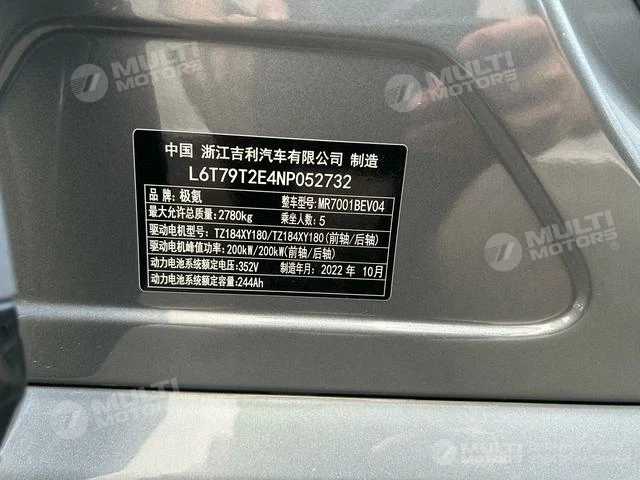 MULTI MOTORS®
MULTI MOTORS®
中国 浙江吉利汽车有限公司 制造
L6T79T2E4NP052732
品牌:极氪 整车型号:MR7001BEV04
最大允许总质量:2780kg 乘坐人数:5
驱动电机型号:TZ184XY180/TZ184XY180(前轴/后轴)
驱动电机峰值功率:200kW/200kW(前轴/后轴)
动力电池系统额定电压:352V 制造年月:2022 年 10月
动力电池系统额定容量:244Ah
MULTI MOTORS
MULTI MOTORS
MULTI MOTORS
MULTI MOTORS